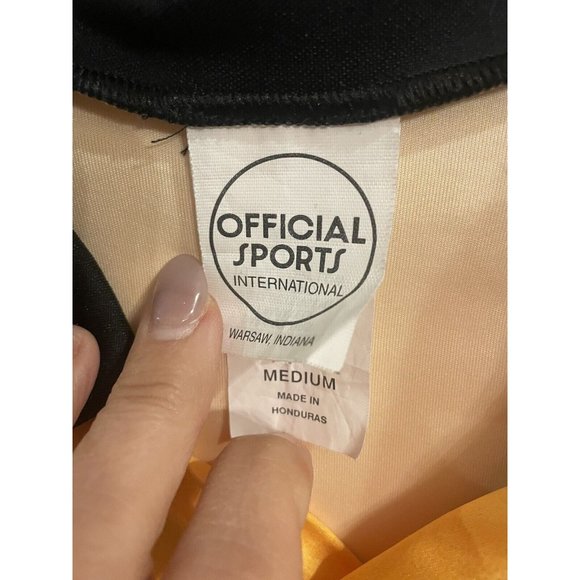 OFFICIAL
SPORTS
INTERNATIONAL
WARSAW, INDIANA
MEDIUM
MADE IN
HONDURAS